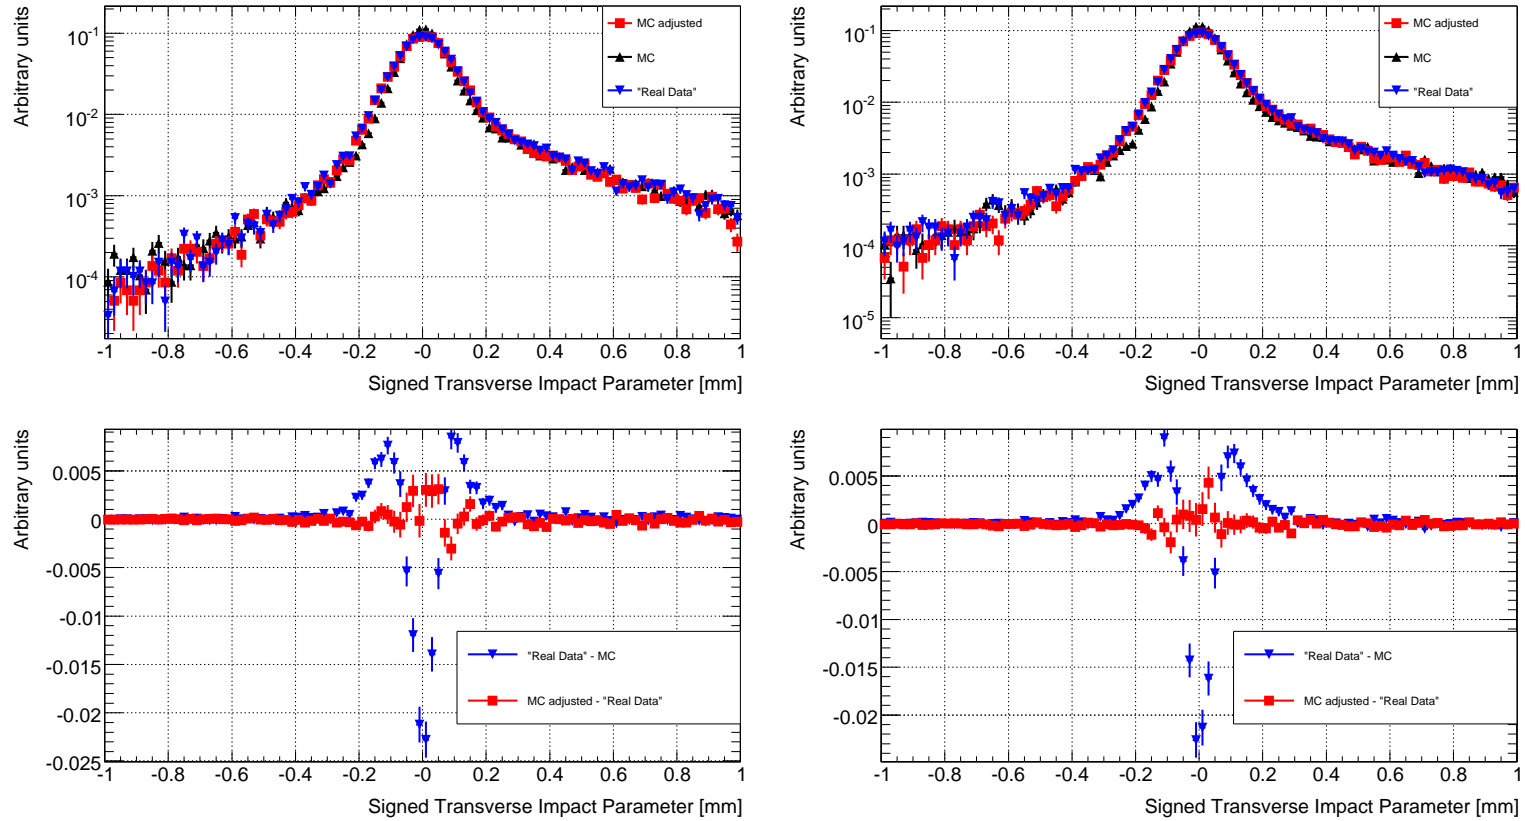 Arbitrary units
10-1
10-2
10-3
10-4
MC adjusted
MC
"Real Data"
-1 -0.8 -0.6 -0.4 -0.2 -0 0.2 0.4 0.6 0.8 1
Signed Transverse Impact Parameter [mm]
Arbitrary units
10-1
10-2
10-3
10-4
10-5
MC adjusted
MC
"Real Data"
-1 -0.8 -0.6 -0.4 -0.2 -0 0.2 0.4 0.6 0.8 1
Signed Transverse Impact Parameter [mm]
Arbitrary units
0.005
0
-0.005
-0.01
-0.015
-0.02
-0.025
"Real Data" - MC
MC adjusted - "Real Data"
-1 -0.8 -0.6 -0.4 -0.2 -0 0.2 0.4 0.6 0.8 1
Signed Transverse Impact Parameter [mm]
Arbitrary units
0.005
0
-0.005
-0.01
-0.015
-0.02
"Real Data" - MC
MC adjusted - "Real Data"
-1 -0.8 -0.6 -0.4 -0.2 -0 0.2 0.4 0.6 0.8 1
Signed Transverse Impact Parameter [mm]